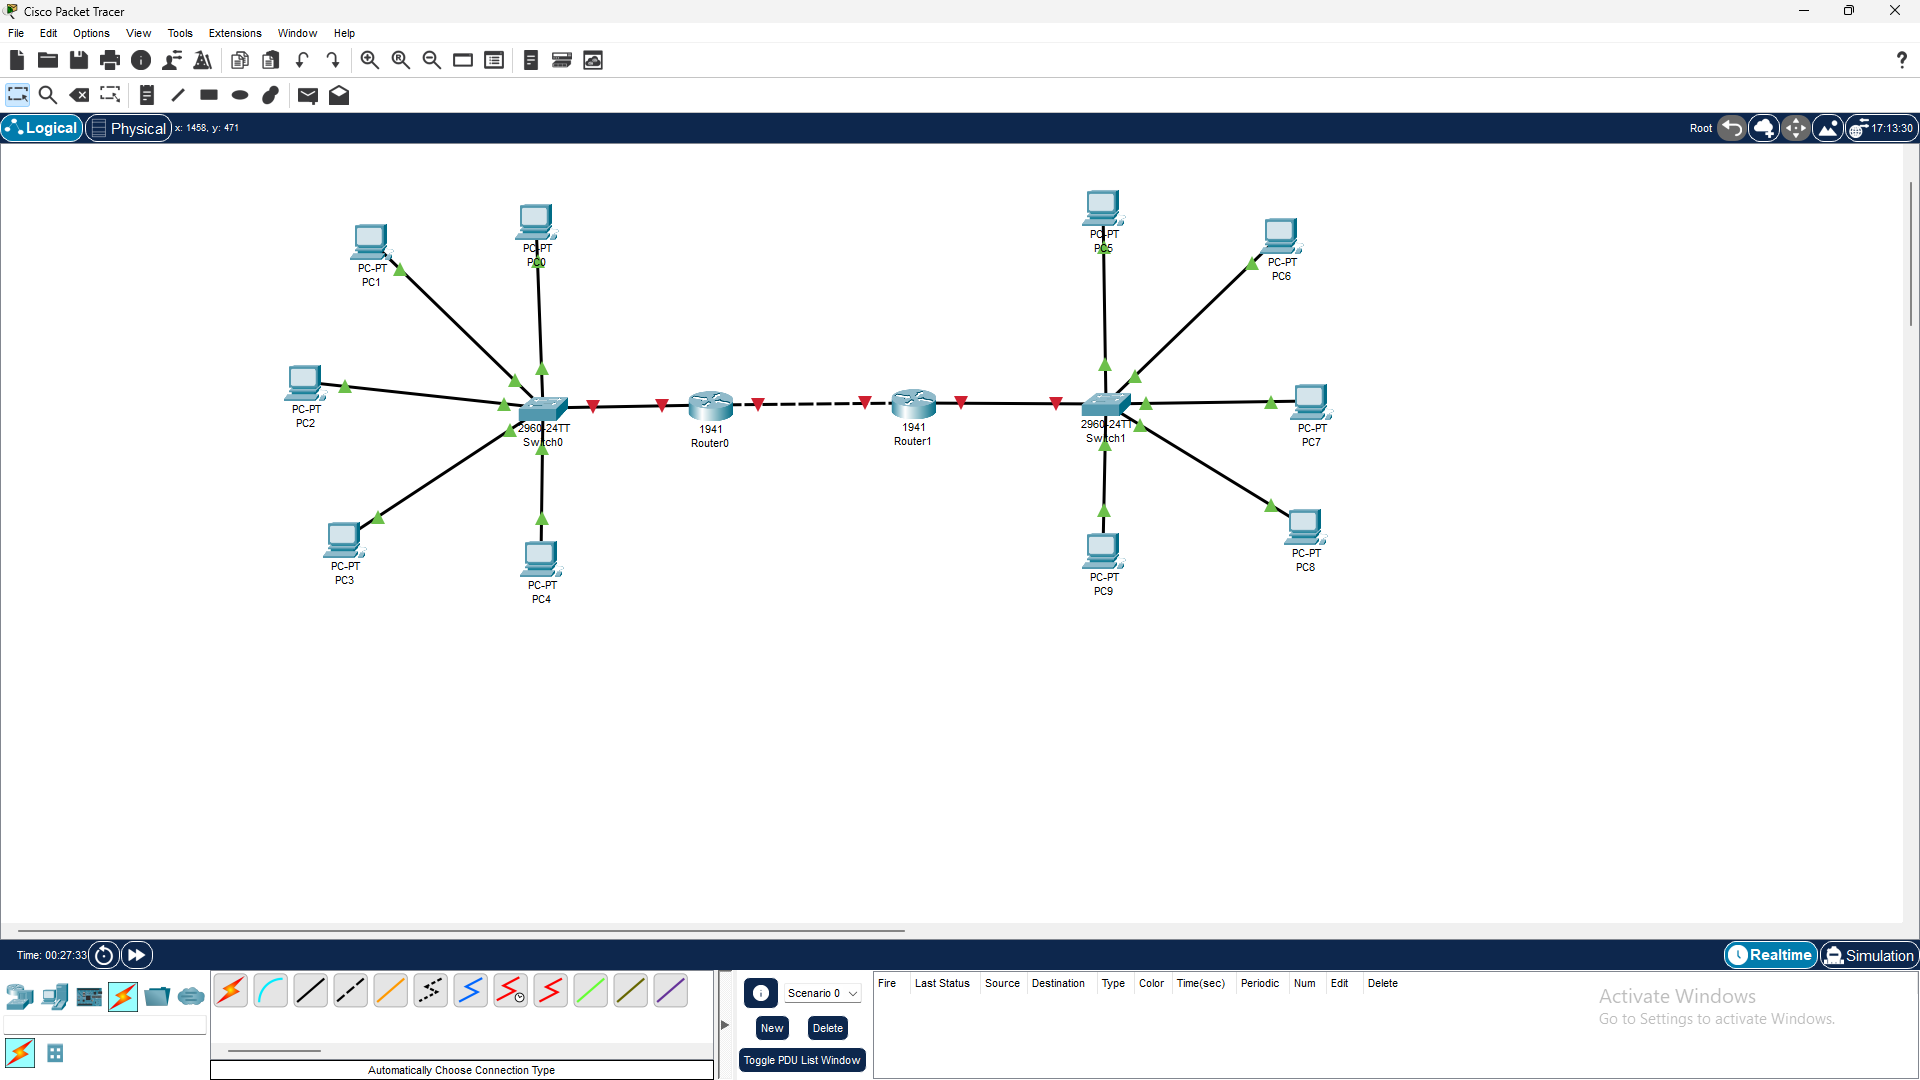 Cisco Packet Tracer
File Edit Options View Tools Extensions Window Help
Logical Physical x: 1458, y: 471 Root 17:13:30
PC-PT
PC5
PC-PT
PC0
PC-PT
PC6
PC-PT
PC1
PC-PT
PC2
2960-24TT
Switch0
1941
Router0
1941
Router1
2960-24TT
Switch1
PC-PT
PC7
PC-PT
PC8
PC-PT
PC3
PC-PT
PC4
PC-PT
PC9
Time: 00:27:33 Realtime Simulation
Scenario 0
New Delete
Toggle PDU List Window
Fire Last Status Source Destination Type Color Time(sec) Periodic Num Edit Delete
Automatically Choose Connection Type
Activate Windows
Go to Settings to activate Windows.